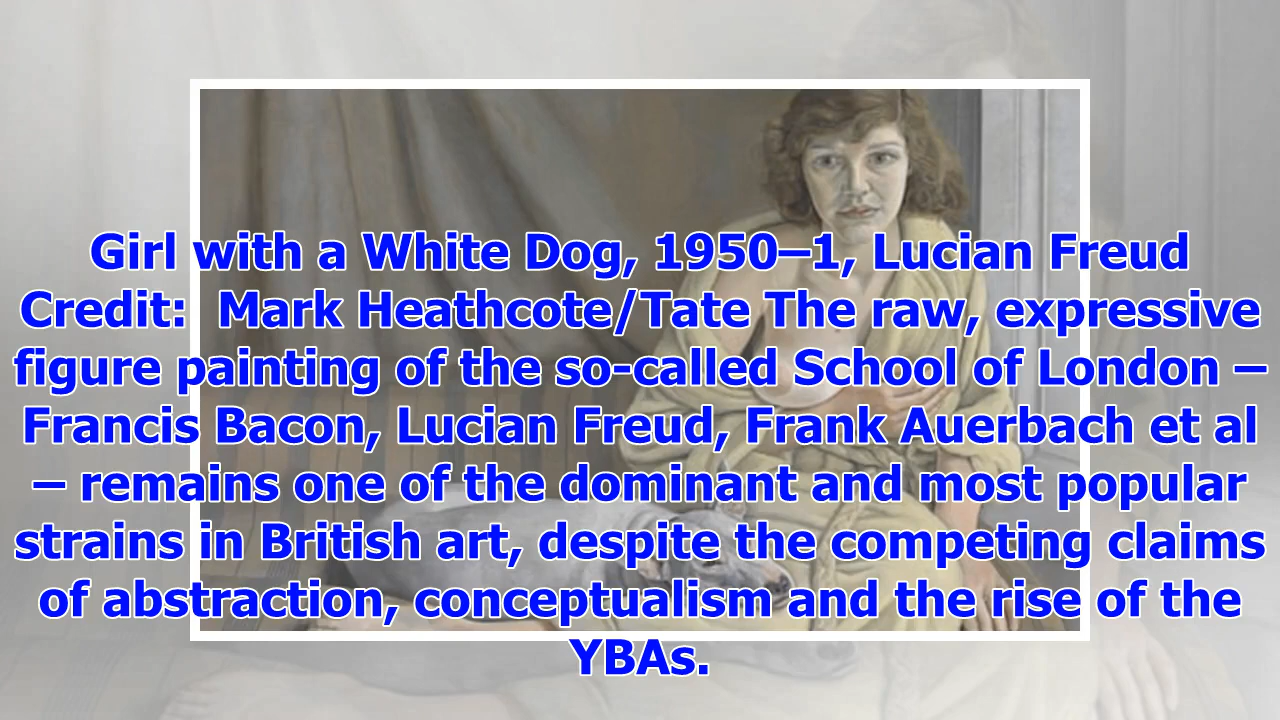 Girl with a White Dog, 1950–1, Lucian Freud
Credit:  Mark Heathcote/Tate The raw, expressive
figure painting of the so-called School of London –
Francis Bacon, Lucian Freud, Frank Auerbach et al
– remains one of the dominant and most popular
strains in British art, despite the competing claims
of abstraction, conceptualism and the rise of the
YBAs.